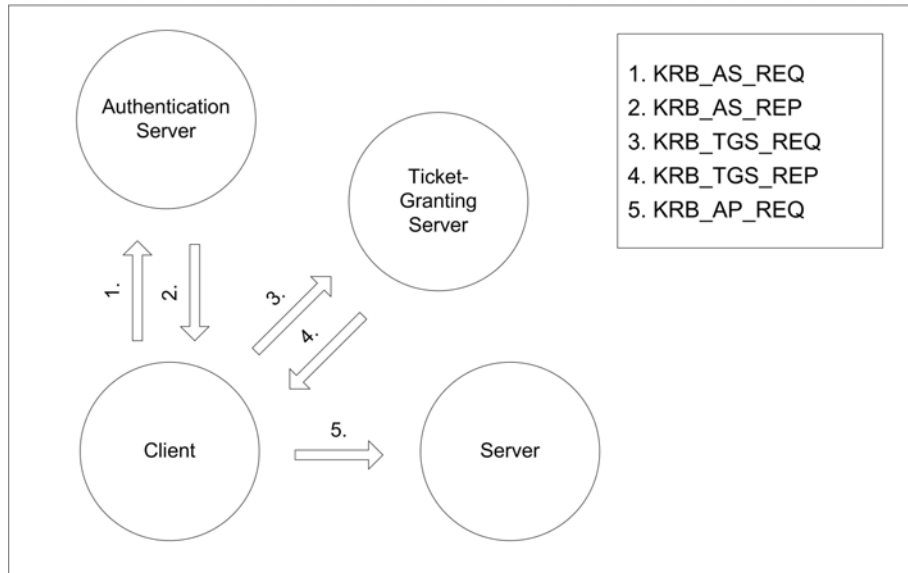 Authentication
Server
Ticket-
Granting
Server
1. KRB_AS_REQ
2. KRB_AS_REP
3. KRB_TGS_REQ
4. KRB_TGS_REP
5. KRB_AP_REQ
1.
2.
3.
4.
Client
5.
Server